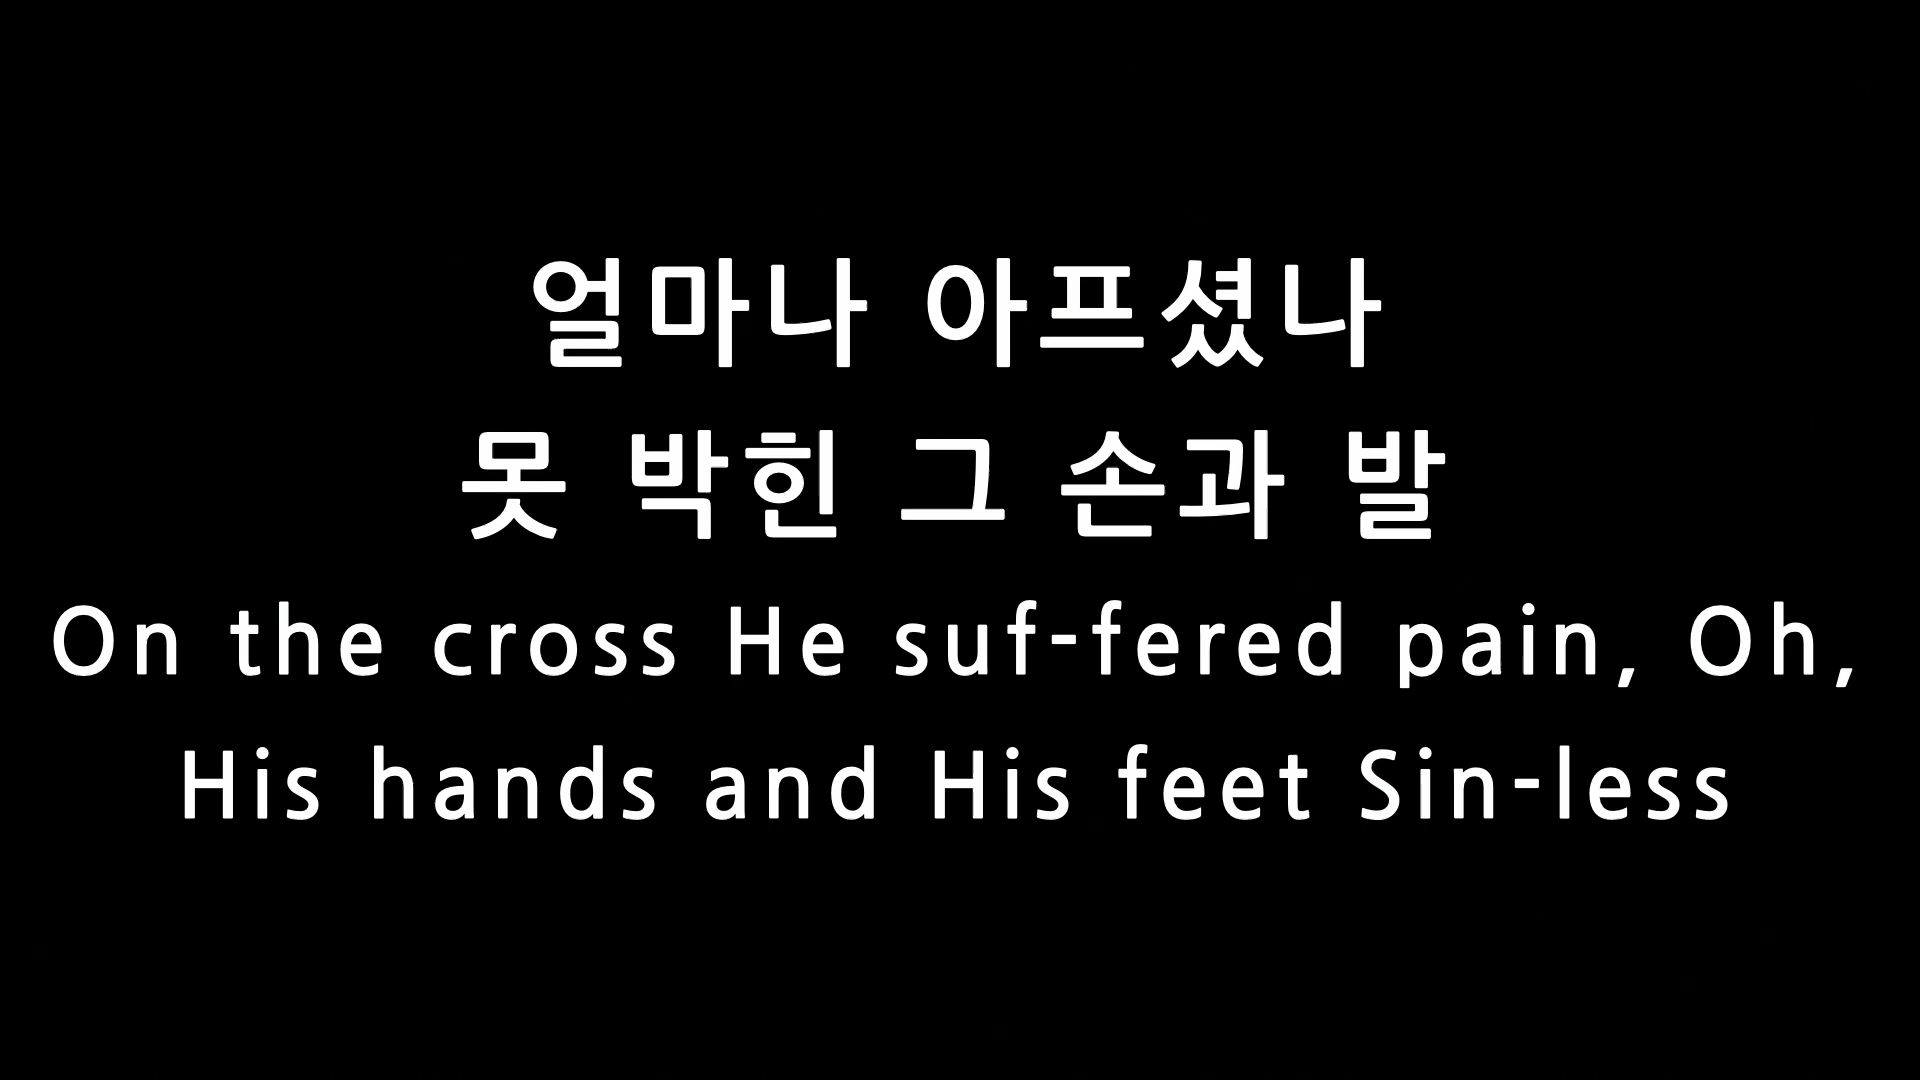 얼마나 아프셨나
못 박힌 그 손과 발
On the cross He suf-fered pain, Oh,
His hands and His feet Sin-less